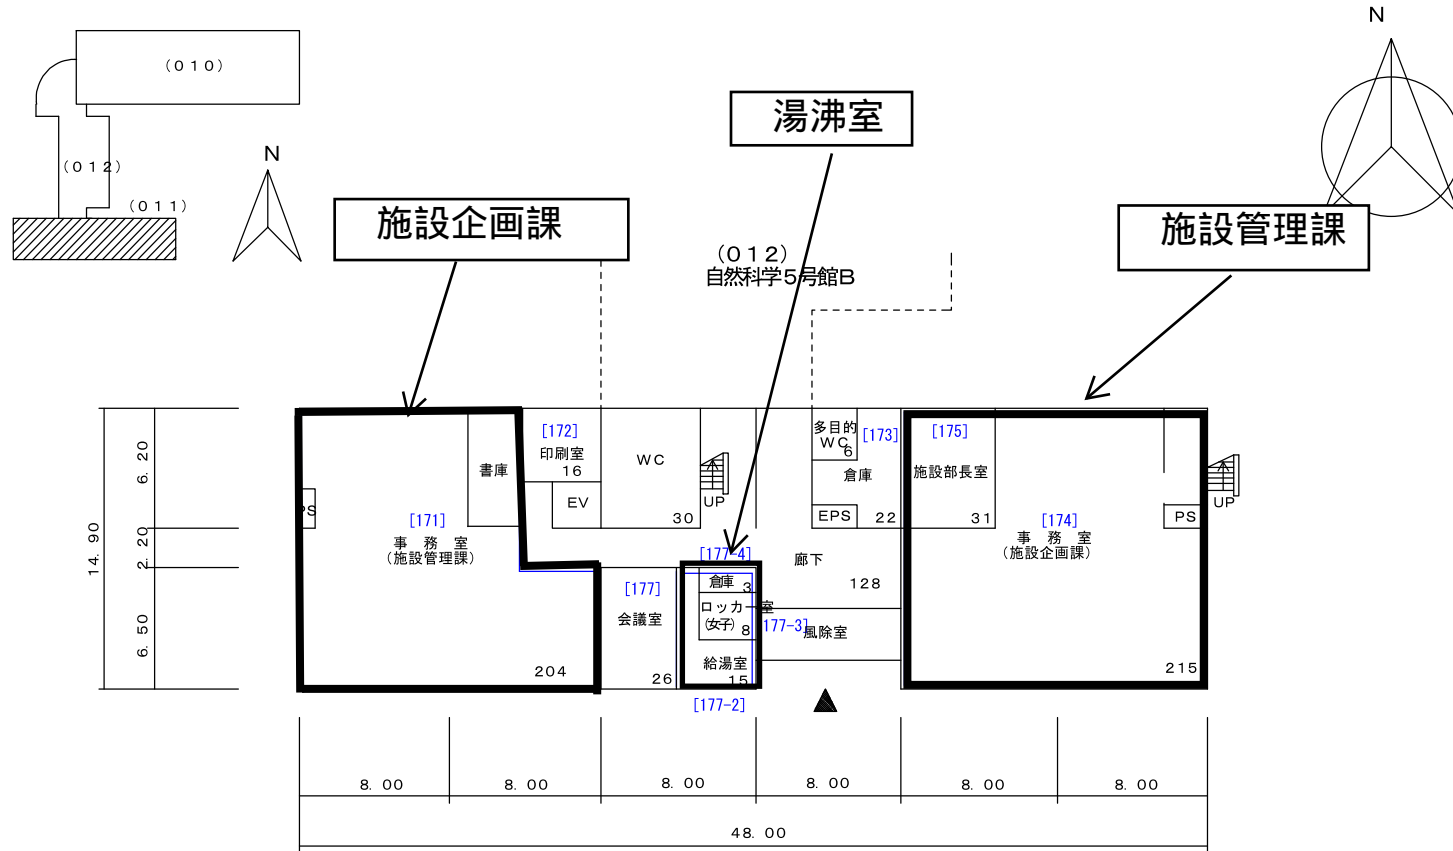 N
(０１０)
湯沸室
N
(０１２)
(０１１)
施設企画課
施設管理課
(０１２)
自然科学５号館Ｂ
[172]
印刷室
16
WC
多目的
WC
6
[173]
倉庫
[175]
施設部長室
書庫
EV
UP
UP
PS
[171]
事 務 室
(施設管理課)
30
EPS
22
31
[174]
事 務 室
(施設企画課)
PS
[177-4]
廊下
128
[177]
会議室
倉庫
3
ロッカー室
(女子)
8
[177-3]
風除室
給湯室
204
26
15
215
[177-2]
6. 20
2. 20
14. 90
6. 50
8. 00
8. 00
8. 00
8. 00
8. 00
8. 00
48. 00